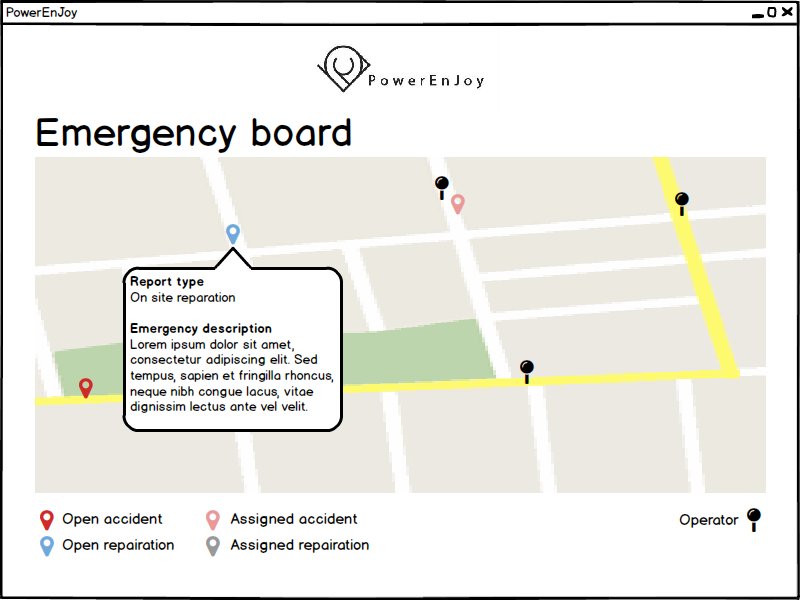 PowerEnJoy
PowerEnJoy
Emergency board
Report type
On site reparation
Emergency description
Lorem ipsum dolor sit amet,
consectetur adipiscing elit. Sed
tempus, sapien et fringilla rhoncus,
neque nibh congue lacus, vitae
dignissim lectus ante vel velit.
Open accident
Assigned accident
Operator
Open repairation
Assigned repairation